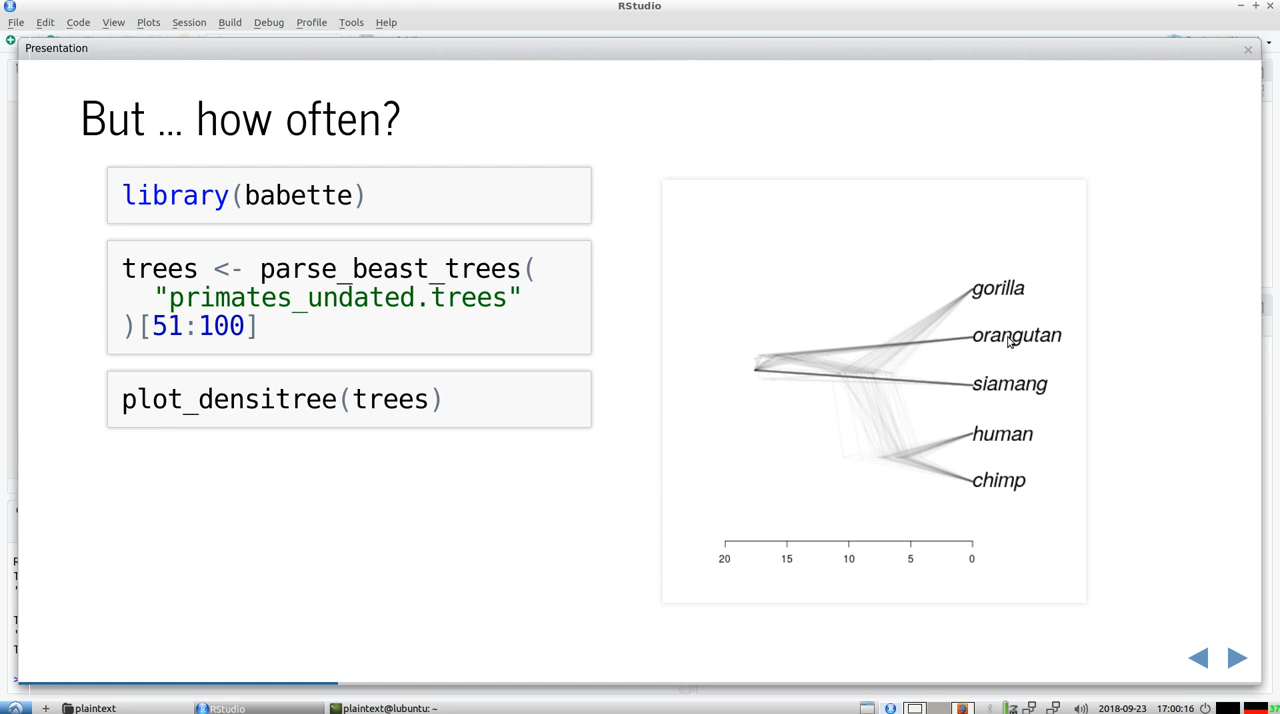 RStudio
File Edit Code View Plots Session Build Debug Profile Tools Help
Presentation
But ... how often?
library(babette)
trees <- parse_beast_trees(
"primates_undated.trees"
)[51:100]
plot_densitree(trees)
gorilla
orangutan
siamang
human
chimp
20 15 10 5 0
plaintext RStudio plaintext@lubuntu: ~ 2018-09-23 17:00:16 37